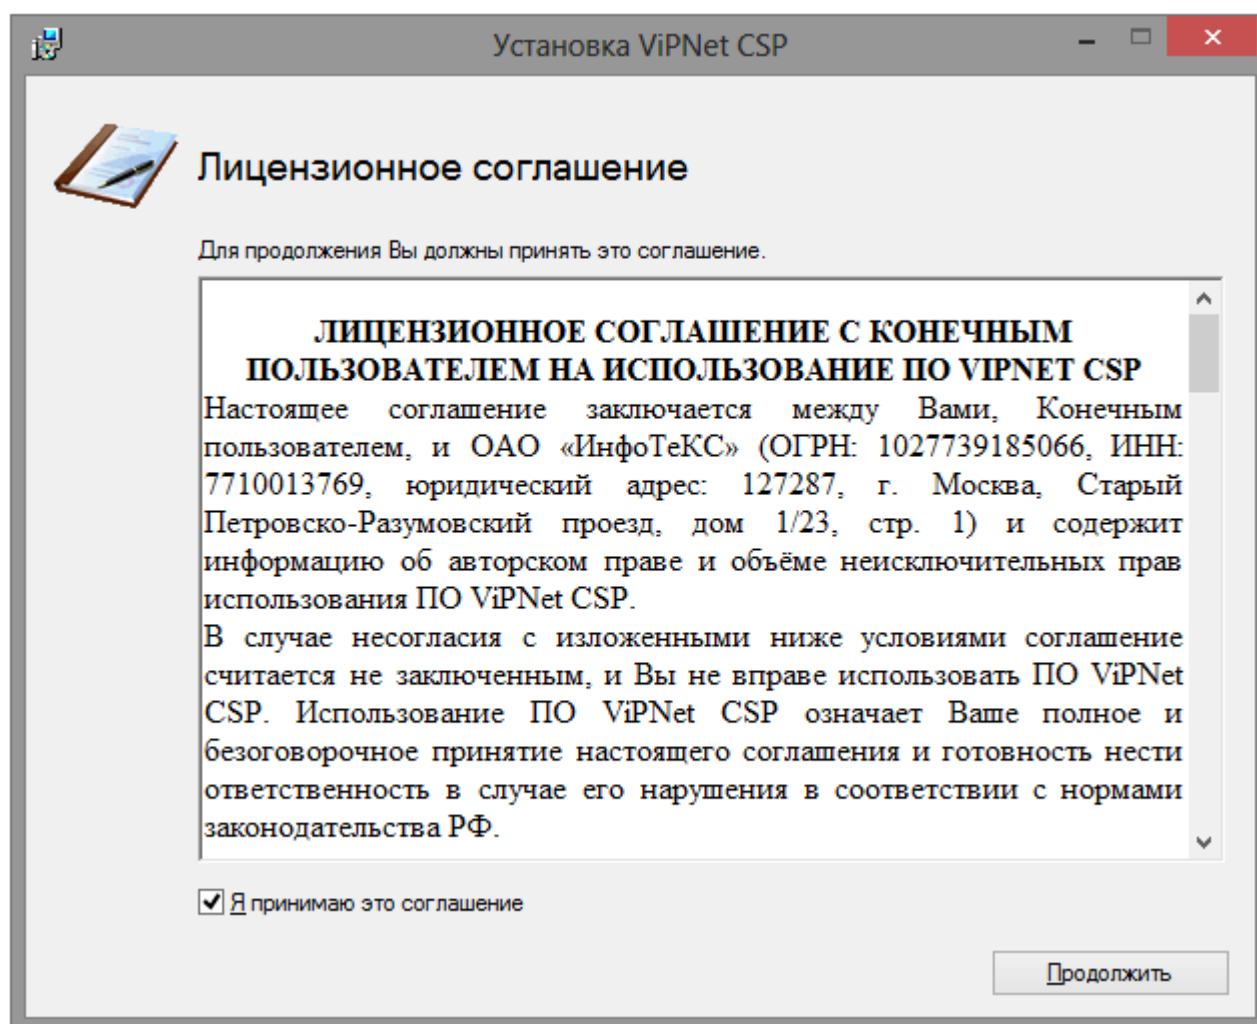 Установка ViPNet CSP
Лицензионное соглашение
Для продолжения Вы должны принять это соглашение.
ЛИЦЕНЗИОННОЕ СОГЛАШЕНИЕ С КОНЕЧНЫМ
ПОЛЬЗОВАТЕЛЕМ НА ИСПОЛЬЗОВАНИЕ ПО VIPNET CSP
Настоящее соглашение заключается между Вами, Конечным
пользователем, и ОАО «ИнфоТеКС» (ОГРН: 1027739185066, ИНН:
7710013769, юридический адрес: 127287, г. Москва, Старый
Петровско-Разумовский проезд, дом 1/23, стр. 1) и содержит
информацию об авторском праве и объёме неисключительных прав
использования ПО ViPNet CSP.
В случае несогласия с изложенными ниже условиями соглашение
считается не заключенным, и Вы не вправе использовать ПО ViPNet
CSP. Использование ПО ViPNet CSP означает Ваше полное и
безоговорочное принятие настоящего соглашения и готовность нести
ответственность в случае его нарушения в соответствии с нормами
законодательства РФ.
Я принимаю это соглашение
Продолжить